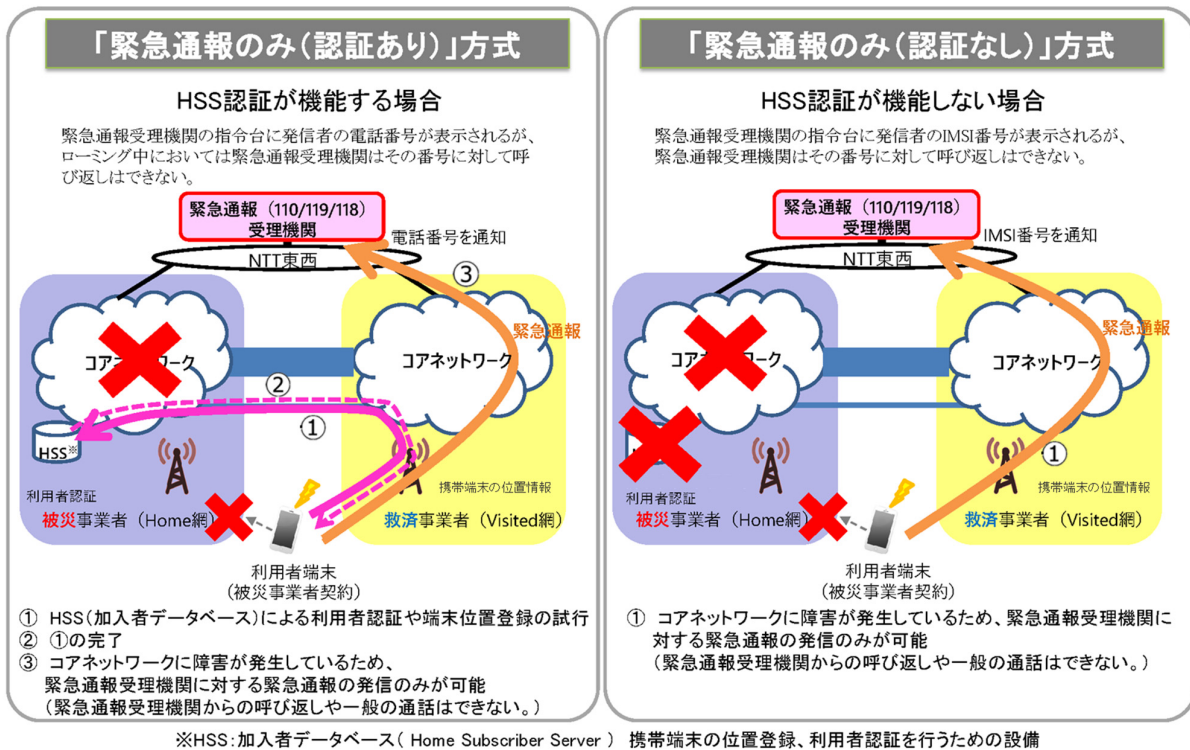 「緊急通報のみ(認証あり)」方式
HSS認証が機能する場合
緊急通報受理機関の指令台に発信者の電話番号が表示されるが、
ローミング中においては緊急通報受理機関はその番号に対して呼
び返しはできない。
緊急通報（110/119/118）
受理機関
電話番号を通知
NTT東西
③
緊急通報
コアネットワーク
コアネットワーク
②
①
HSS※
利用者認証
被災事業者（Home網）
携帯端末の位置情報
救済事業者（Visited網）
利用者端末
(被災事業者契約)
① HSS(加入者データベース)による利用者認証や端末位置登録の試行
② ①の完了
③ コアネットワークに障害が発生しているため、
緊急通報受理機関に対する緊急通報の発信のみが可能
(緊急通報受理機関からの呼び返しや一般の通話はできない。)
「緊急通報のみ(認証なし)」方式
HSS認証が機能しない場合
緊急通報受理機関の指令台に発信者のIMSI番号が表示されるが、
緊急通報受理機関はその番号に対して呼び返しはできない。
緊急通報（110/119/118）
受理機関
IMSI番号を通知
NTT東西
緊急通報
コアネットワーク
コアネットワーク
①
利用者認証
被災事業者（Home網）
携帯端末の位置情報
救済事業者（Visited網）
利用者端末
(被災事業者契約)
① コアネットワークに障害が発生しているため、緊急通報受理機関に
対する緊急通報の発信のみが可能
(緊急通報受理機関からの呼び返しや一般の通話はできない。)
※HSS:加入者データベース( Home Subscriber Server ) 携帯端末の位置登録、利用者認証を行うための設備